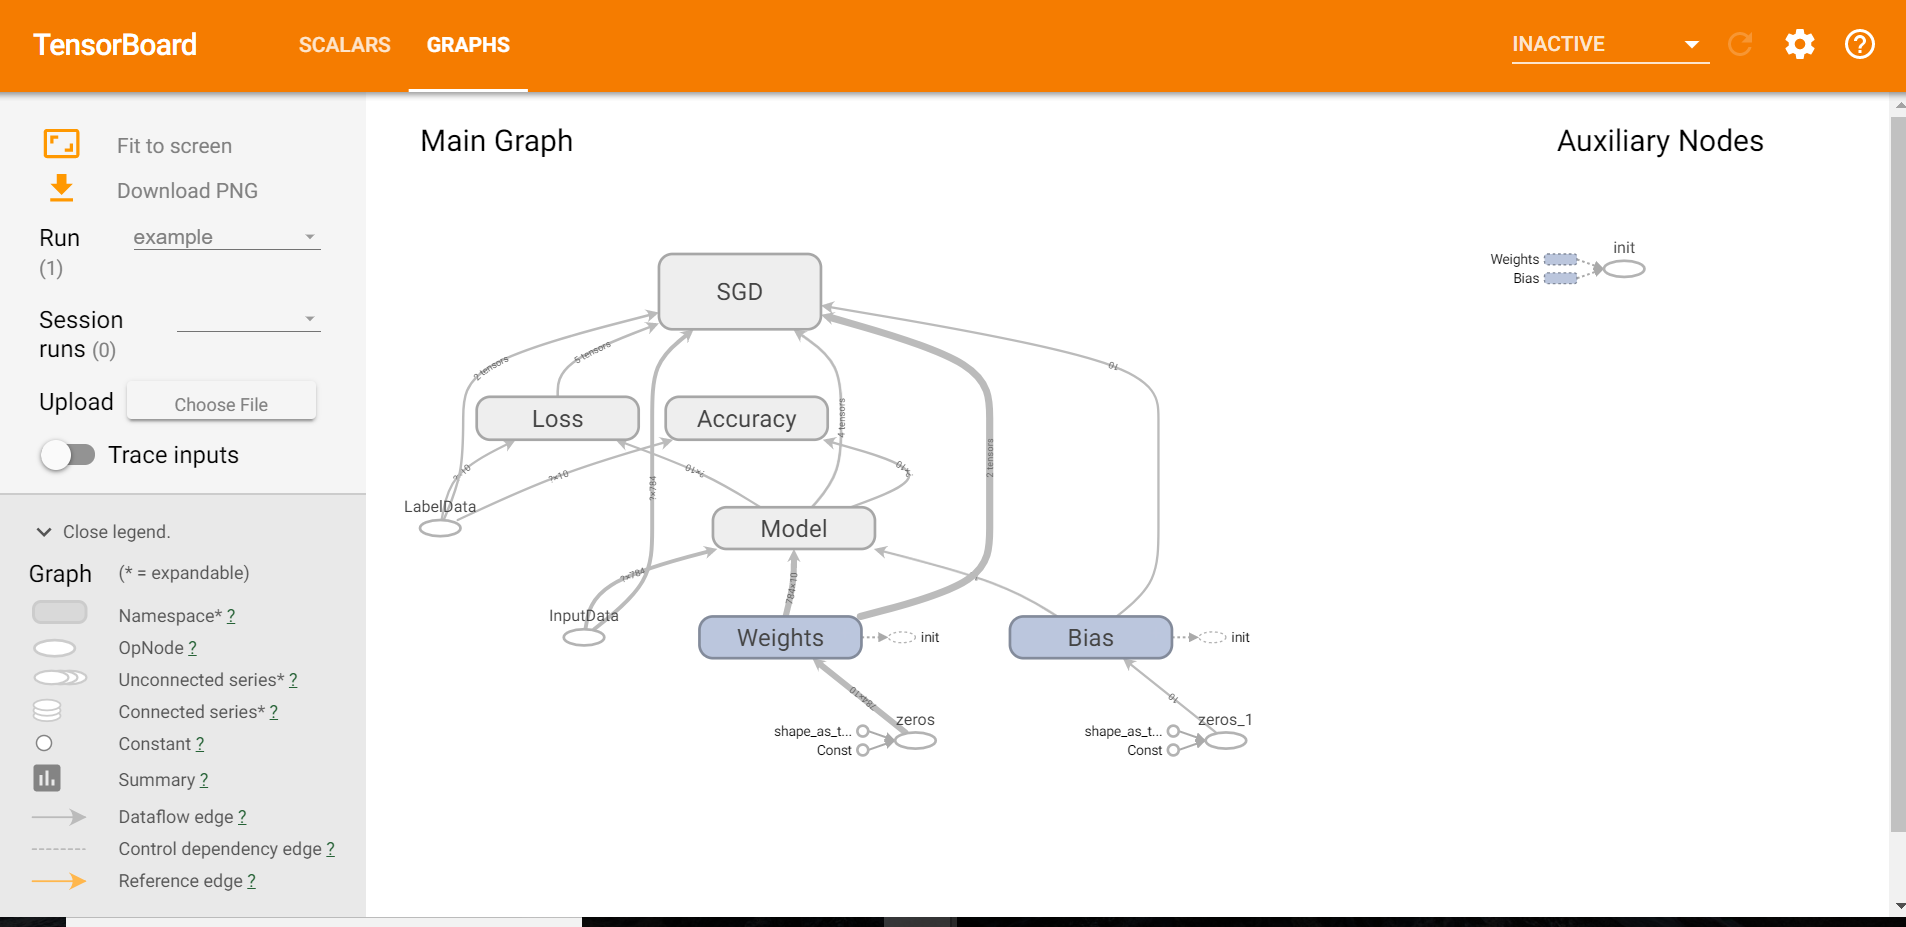 TensorBoard
SCALARS
GRAPHS
INACTIVE
Fit to screen
Download PNG
Run
(1)
example
Session
runs (0)
Upload
Choose File
Trace inputs
Close legend.
Graph
(* = expandable)
Namespace* ?
OpNode ?
Unconnected series* ?
Connected series* ?
Constant ?
Summary ?
Dataflow edge ?
Control dependency edge ?
Reference edge ?
Main Graph
Auxiliary Nodes
init
Weights
Bias
SGD
2 tensors
5 tensors
10
Loss
Accuracy
4 tensors
2 tensors
?×10
?×10
?×10
?×10
?×784
LabelData
Model
?×784
784×10
InputData
Weights
init
Bias
init
784×10
10
zeros
shape_as_t...
Const
zeros_1
shape_as_t...
Const